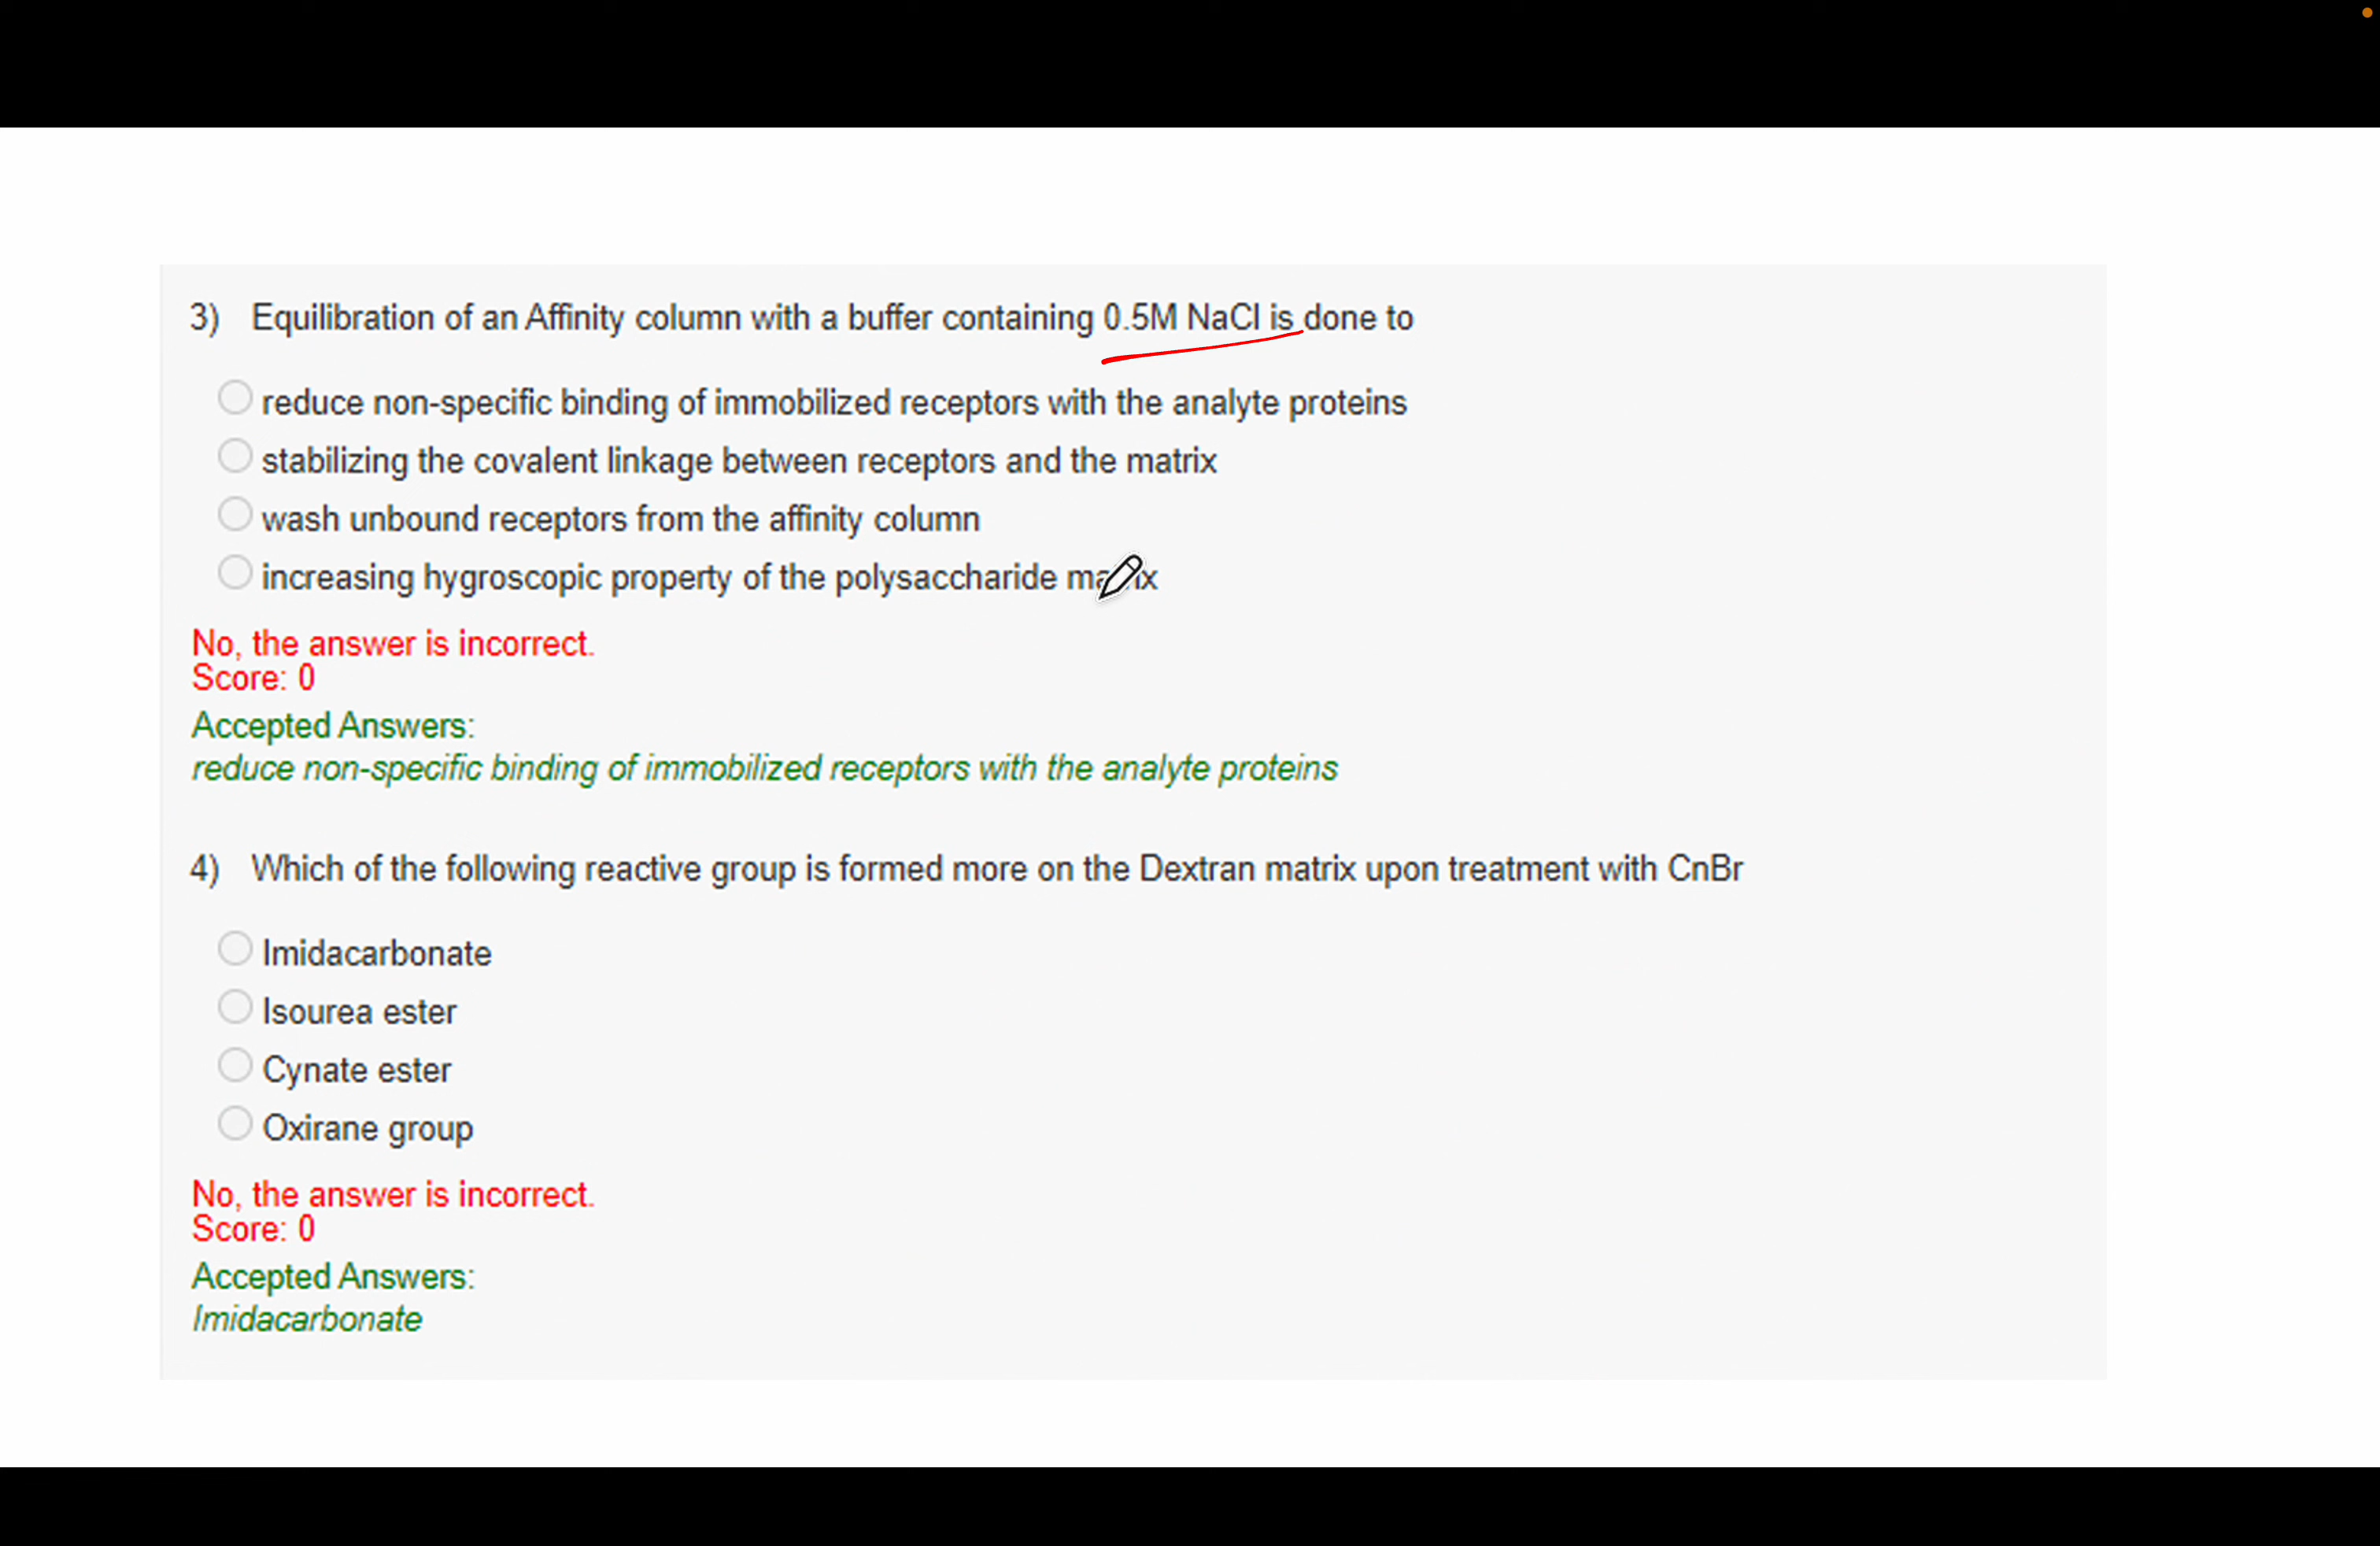 3) Equilibration of an Affinity column with a buffer containing 0.5M NaCl is done to
reduce non-specific binding of immobilized receptors with the analyte proteins
stabilizing the covalent linkage between receptors and the matrix
wash unbound receptors from the affinity column
increasing hygroscopic property of the polysaccharide matrix
No, the answer is incorrect.
Score: 0
Accepted Answers:
reduce non-specific binding of immobilized receptors with the analyte proteins
4) Which of the following reactive group is formed more on the Dextran matrix upon treatment with CnBr
Imidacarbonate
Isourea ester
Cynate ester
Oxirane group
No, the answer is incorrect.
Score: 0
Accepted Answers:
Imidacarbonate